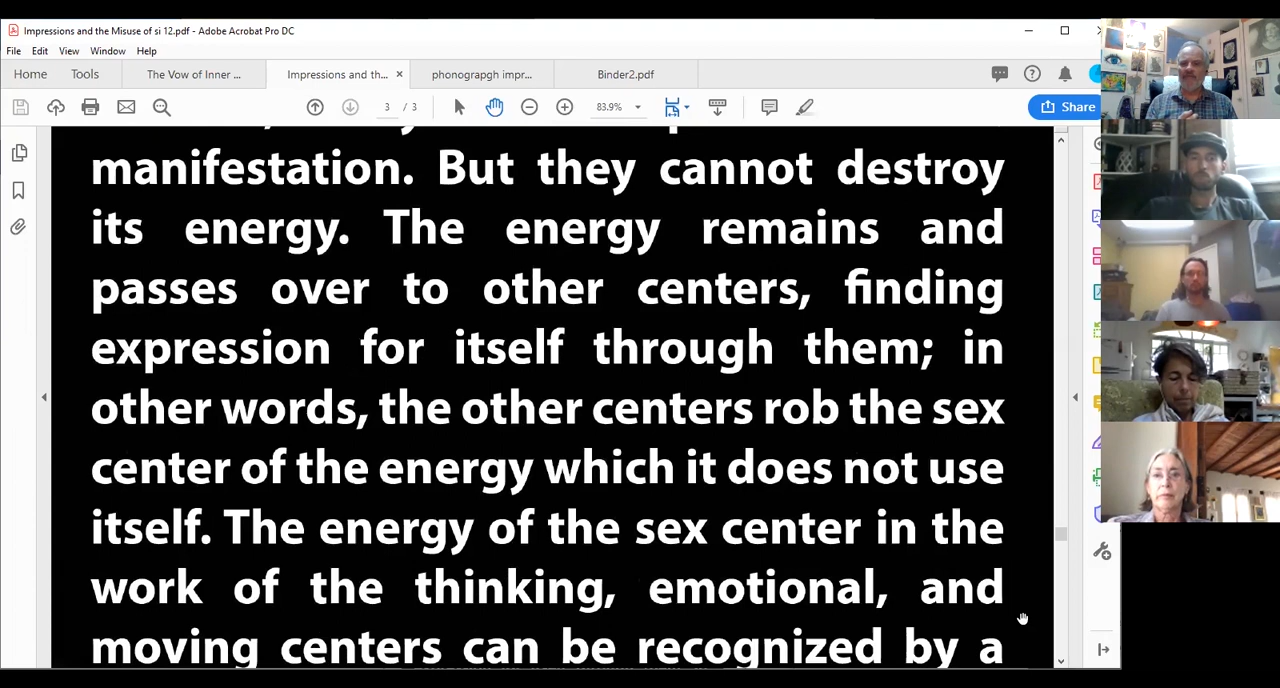 Impressions and the Misuse of si 12.pdf - Adobe Acrobat Pro DC
File Edit View Window Help
Home Tools The Vow of Inner ... Impressions and th... × phonograpgh impr... Binder2.pdf
3 / 3 83.9% Share
manifestation. But they cannot destroy
its energy. The energy remains and
passes over to other centers, finding
expression for itself through them; in
other words, the other centers rob the sex
center of the energy which it does not use
itself. The energy of the sex center in the
work of the thinking, emotional, and
moving centers can be recognized by a